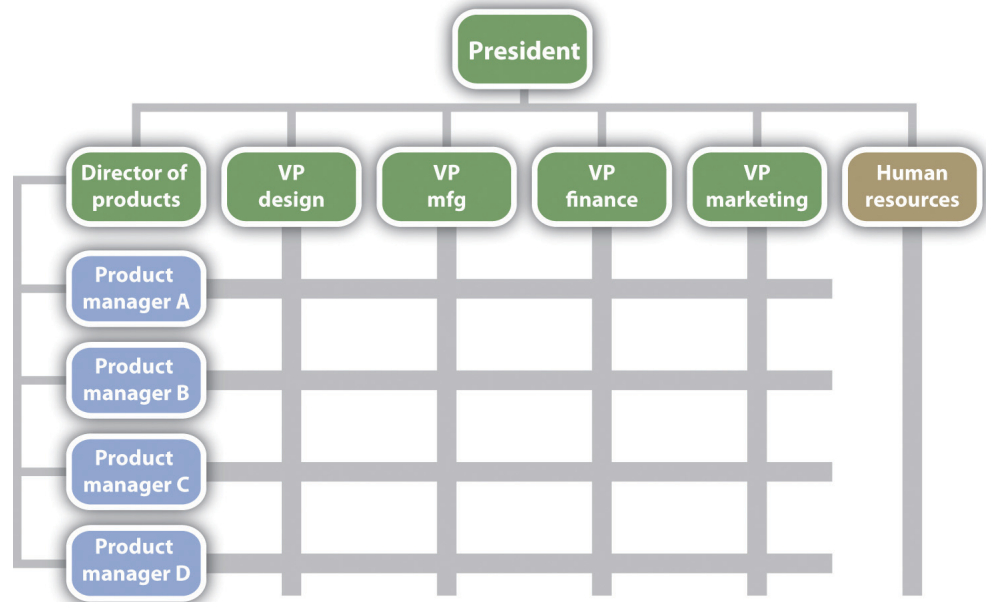 President
Director of
products
VP
design
VP
mfg
VP
finance
VP
marketing
Human
resources
Product
manager A
Product
manager B
Product
manager C
Product
manager D